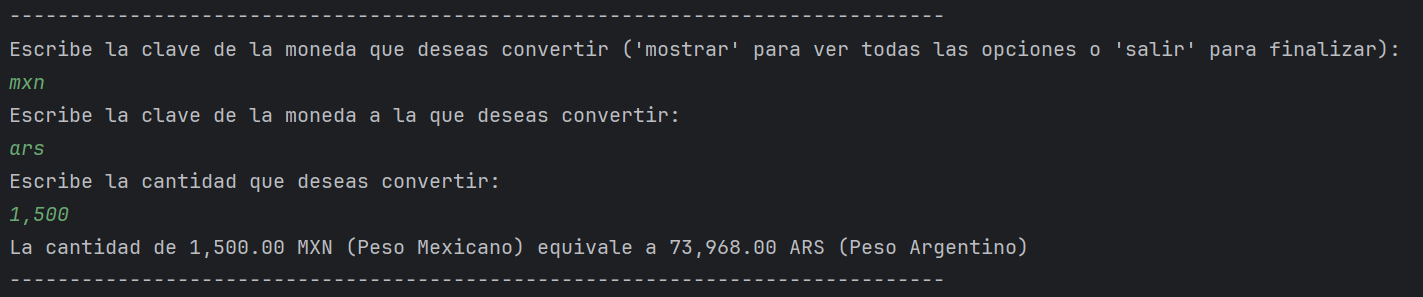 ------------------------------------------------------------------------------
Escribe la clave de la moneda que deseas convertir ('mostrar' para ver todas las opciones o 'salir' para finalizar):
mxn
Escribe la clave de la moneda a la que deseas convertir:
ars
Escribe la cantidad que deseas convertir:
1,500
La cantidad de 1,500.00 MXN (Peso Mexicano) equivale a 73,968.00 ARS (Peso Argentino)
------------------------------------------------------------------------------